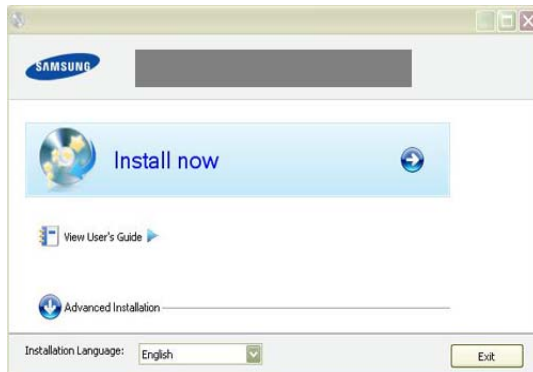 SAMSUNG
Install now
View User's Guide
Advanced Installation
Installation Language: English
Exit